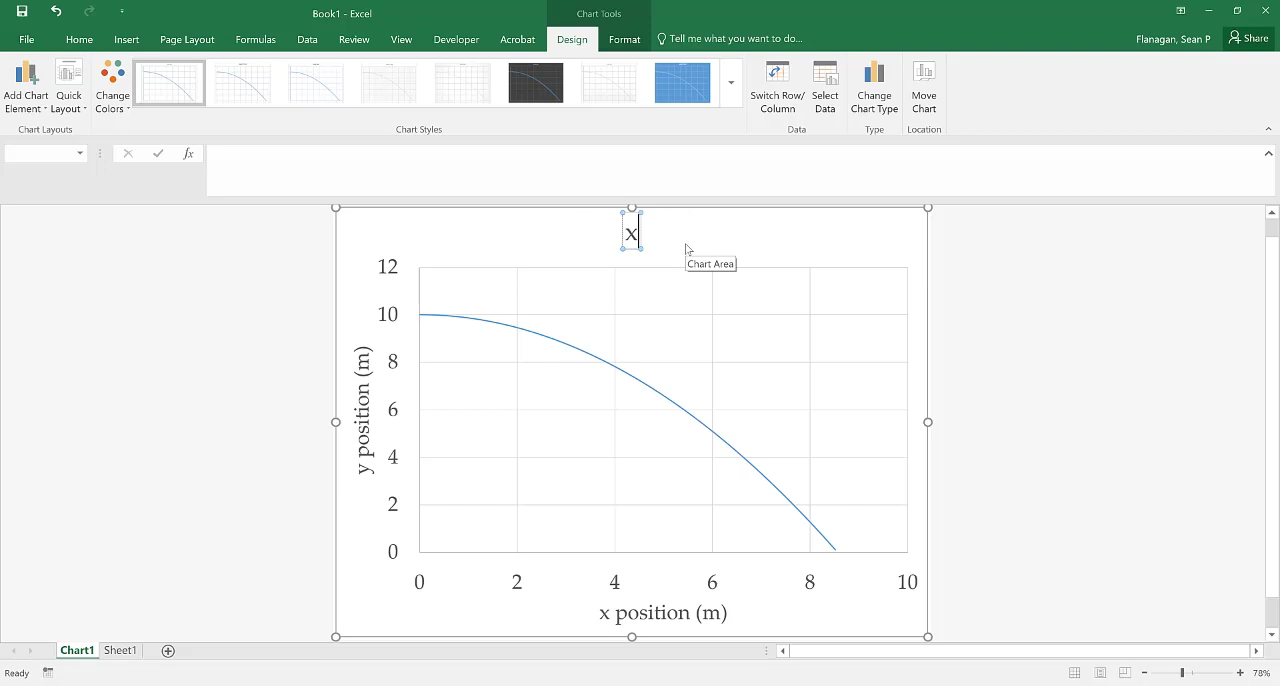 Book1 - Excel
Chart Tools
File Home Insert Page Layout Formulas Data Review View Developer Acrobat Design Format Tell me what you want to do... Flanagan, Sean P Share
Add Chart Element Quick Layout Change Colors Switch Row/ Column Select Data Change Chart Type Move Chart
Chart Layouts Chart Styles Data Type Location
fx
x
Chart Area
12
10
8
6
4
2
0
y position (m)
0 2 4 6 8 10
x position (m)
Chart1 Sheet1
Ready 78%